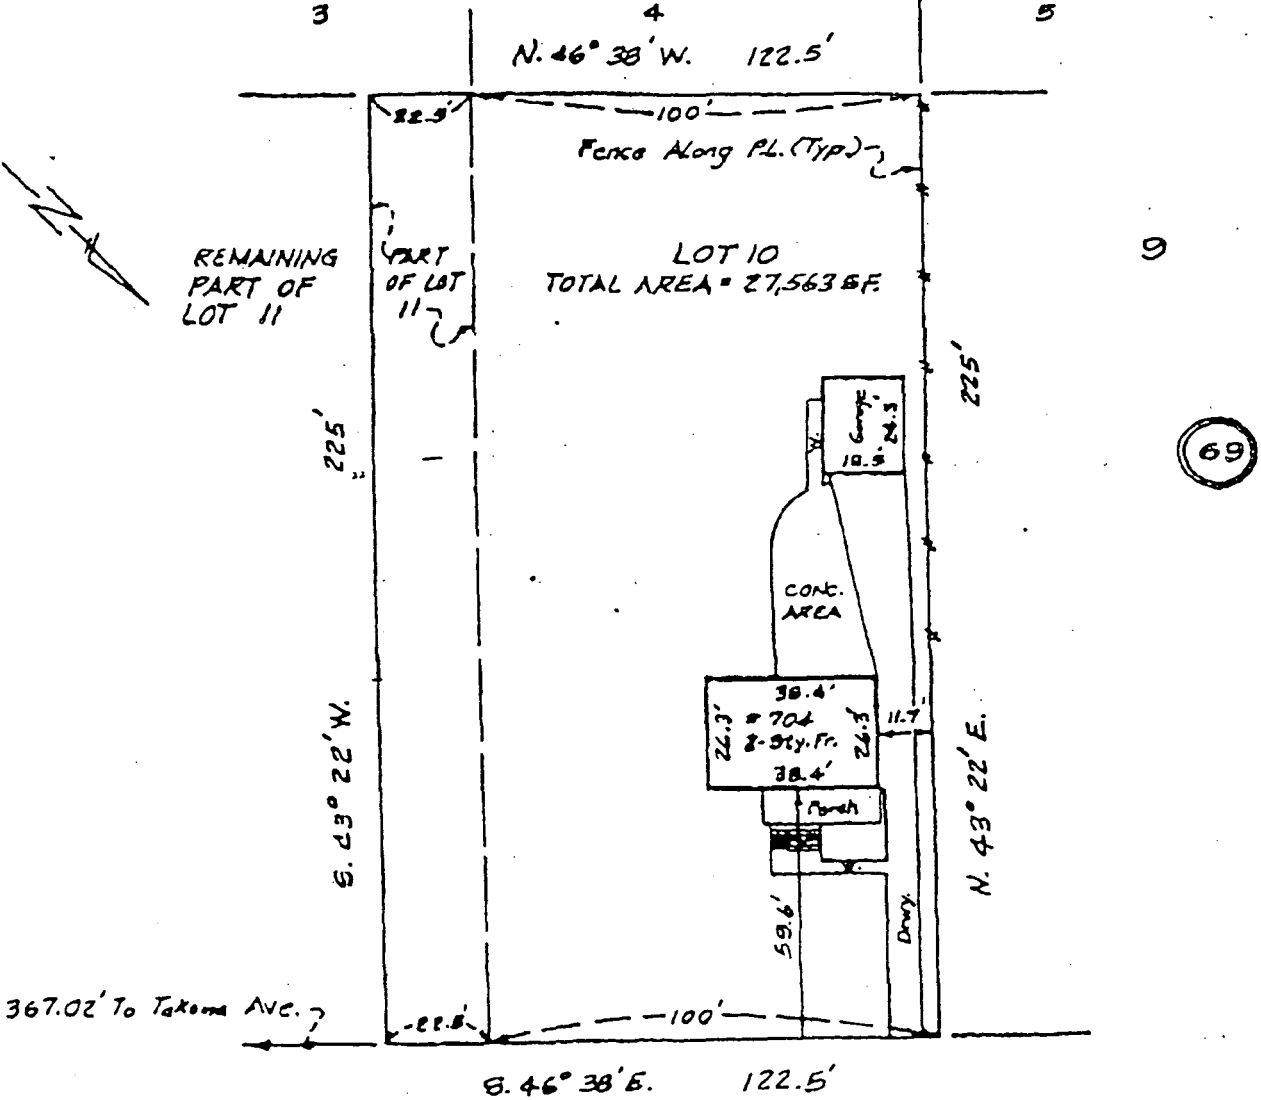 3
4
5
N. 46° 38' W. 122.5'
22.5'
100'
Fence Along P.L. (Typ.)
N
REMAINING
PART OF
LOT 11
PART
OF LOT
11
LOT 10
TOTAL AREA = 27,563 S.F.
9
225'
225'
69
Garage
24.3'
18.5'
W.
CONC.
AREA
38.4'
26.3'
# 704
2-Sty. Fr.
26.3'
38.4'
11.7'
Porch
S. 43° 22' W.
N. 43° 22' E.
59.6'
Drwy.
367.02' To Takoma Ave.
22.5'
100'
S. 46° 38' E. 122.5'